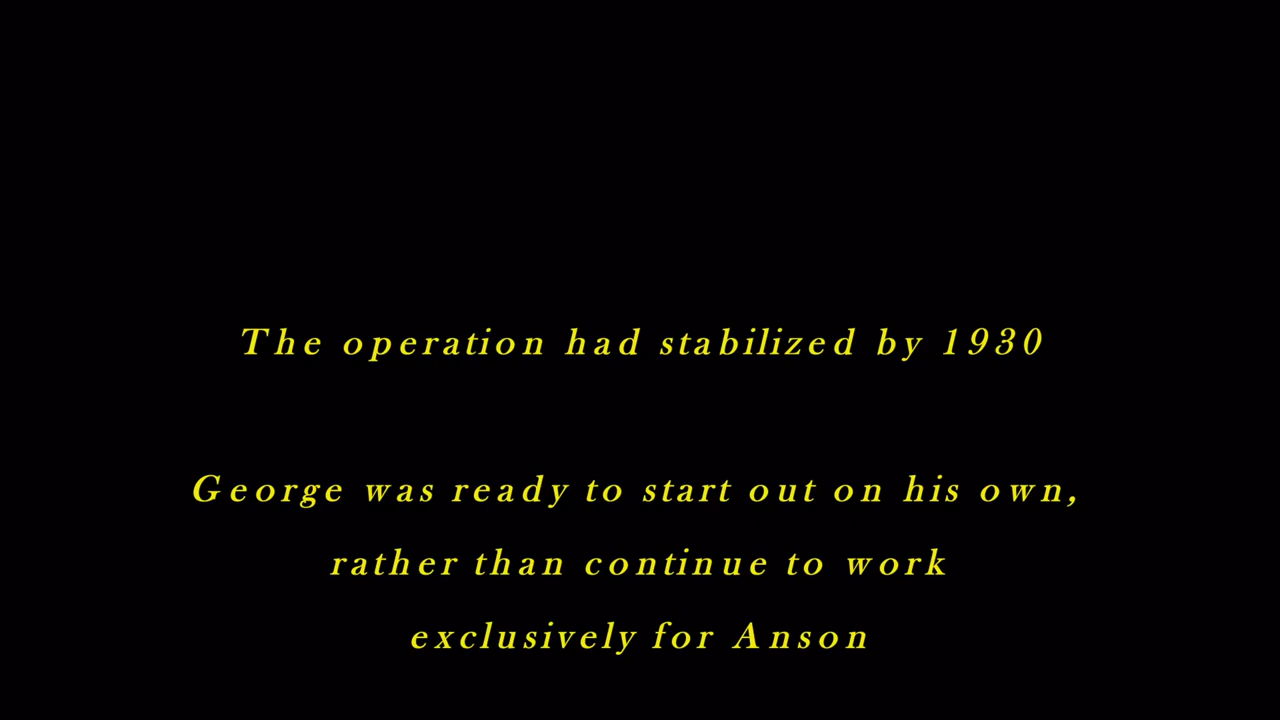 The operation had stabilized by 1930
George was ready to start out on his own,
rather than continue to work
exclusively for Anson